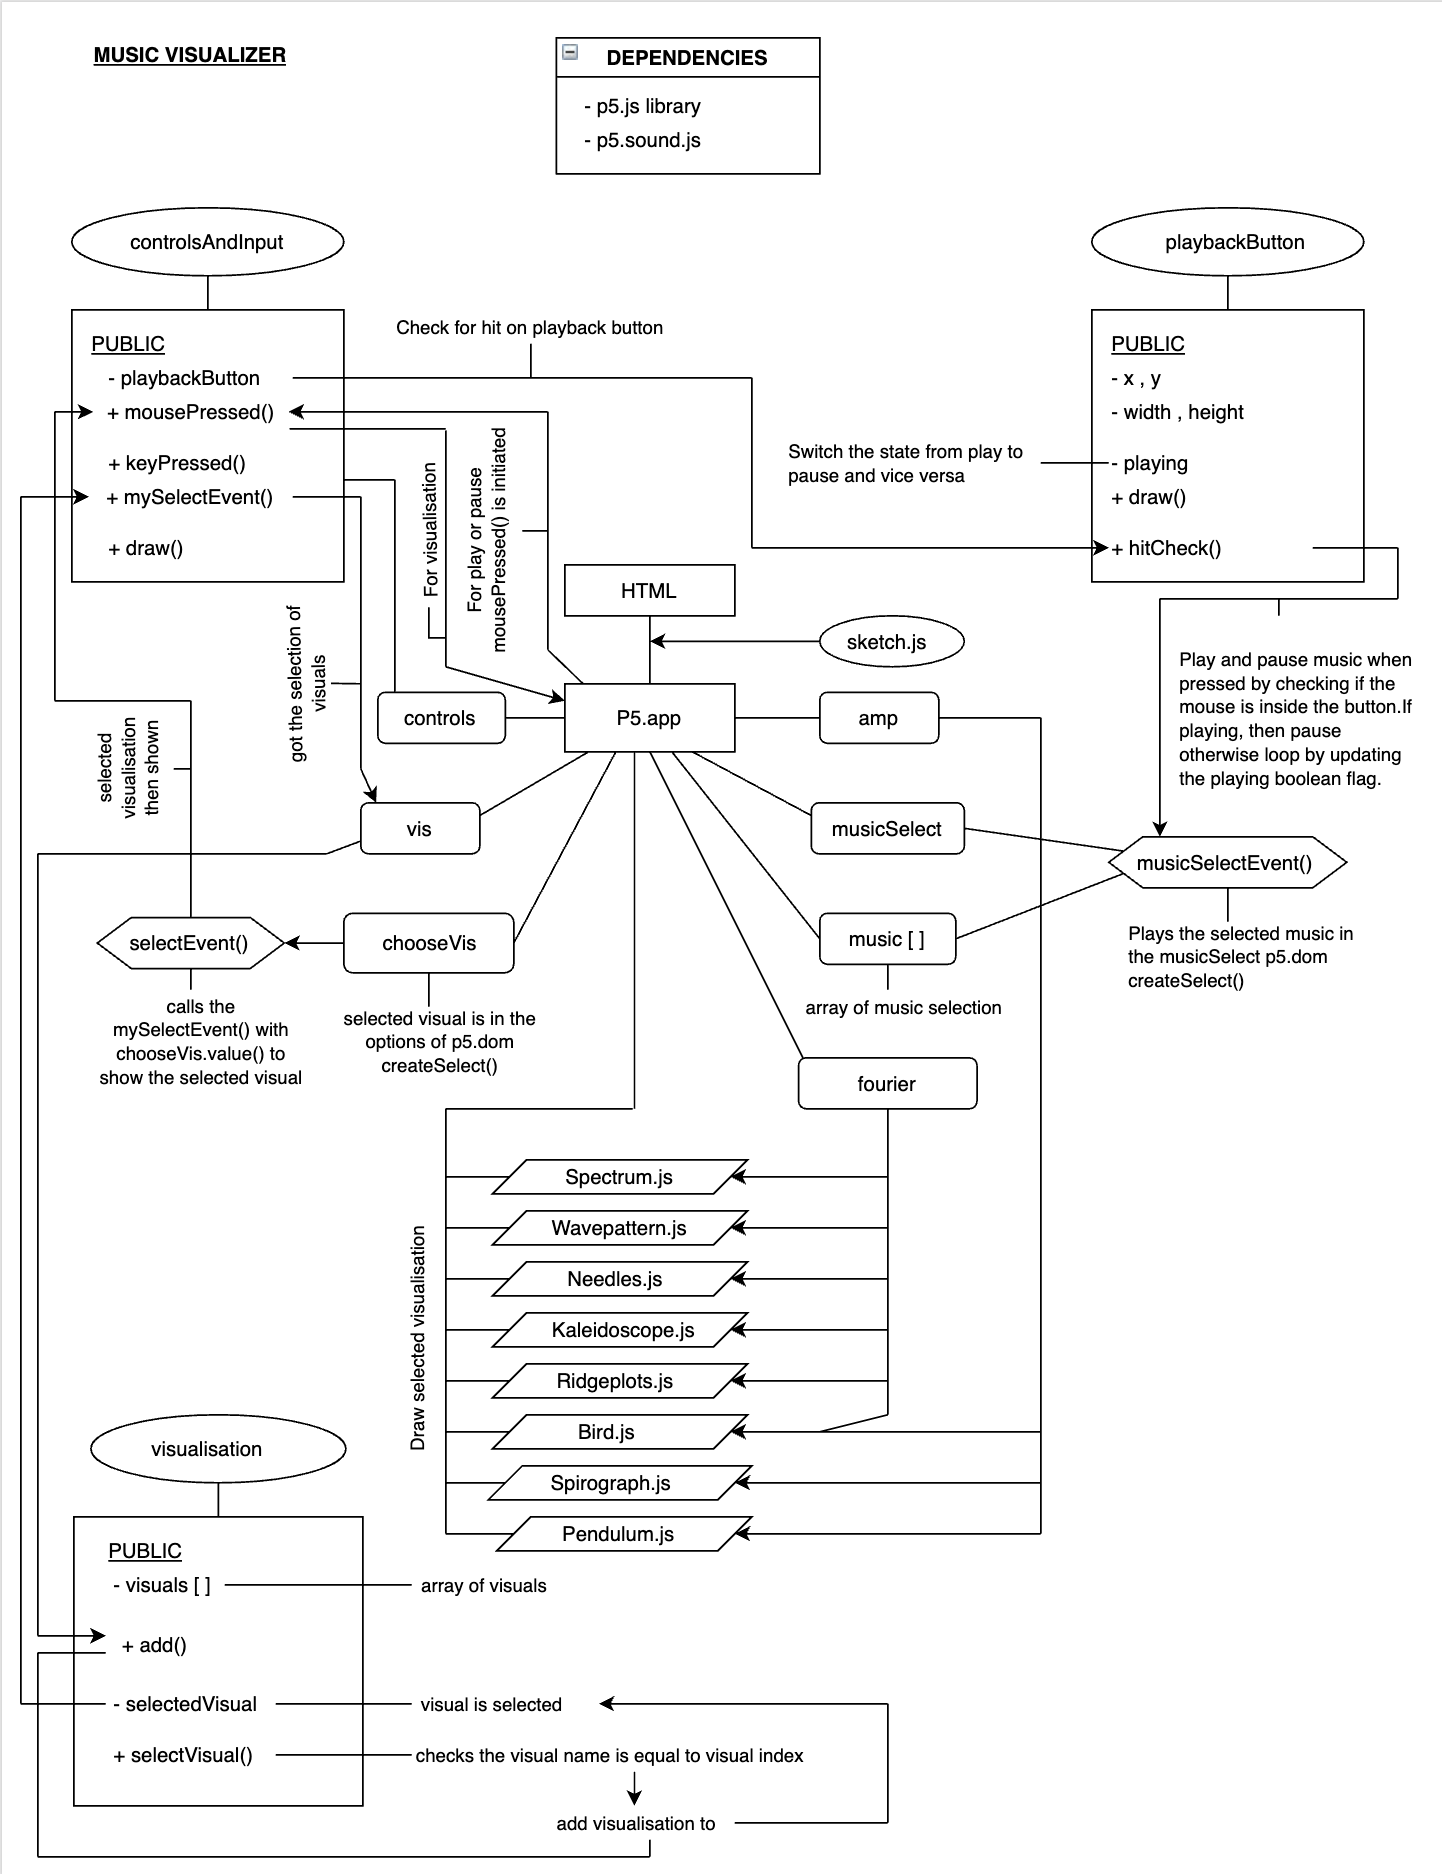 MUSIC VISUALIZER
DEPENDENCIES
- p5.js library
- p5.sound.js
controlsAndInput
PUBLIC
- playbackButton
+ mousePressed()
+ keyPressed()
+ mySelectEvent()
+ draw()
Check for hit on playback button
playbackButton
PUBLIC
- x , y
- width , height
- playing
+ draw()
+ hitCheck()
Switch the state from play to
pause and vice versa
For visualisation
For play or pause
mousePressed() is initiated
got the selection of
visuals
selected
visualisation
then shown
HTML
sketch.js
P5.app
controls
amp
vis
musicSelect
Play and pause music when
pressed by checking if the
mouse is inside the button.If
playing, then pause
otherwise loop by updating
the playing boolean flag.
musicSelectEvent()
Plays the selected music in
the musicSelect p5.dom
createSelect()
selectEvent()
calls the
mySelectEvent() with
chooseVis.value() to
show the selected visual
chooseVis
selected visual is in the
options of p5.dom
createSelect()
music [ ]
array of music selection
fourier
Draw selected visualisation
Spectrum.js
Wavepattern.js
Needles.js
Kaleidoscope.js
Ridgeplots.js
Bird.js
Spirograph.js
Pendulum.js
visualisation
PUBLIC
- visuals [ ]
array of visuals
+ add()
- selectedVisual
visual is selected
+ selectVisual()
checks the visual name is equal to visual index
add visualisation to